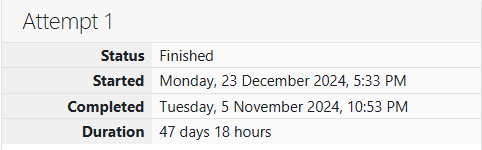 Attempt 1
Status Finished
Started Monday, 23 December 2024, 5:33 PM
Completed Tuesday, 5 November 2024, 10:53 PM
Duration 47 days 18 hours